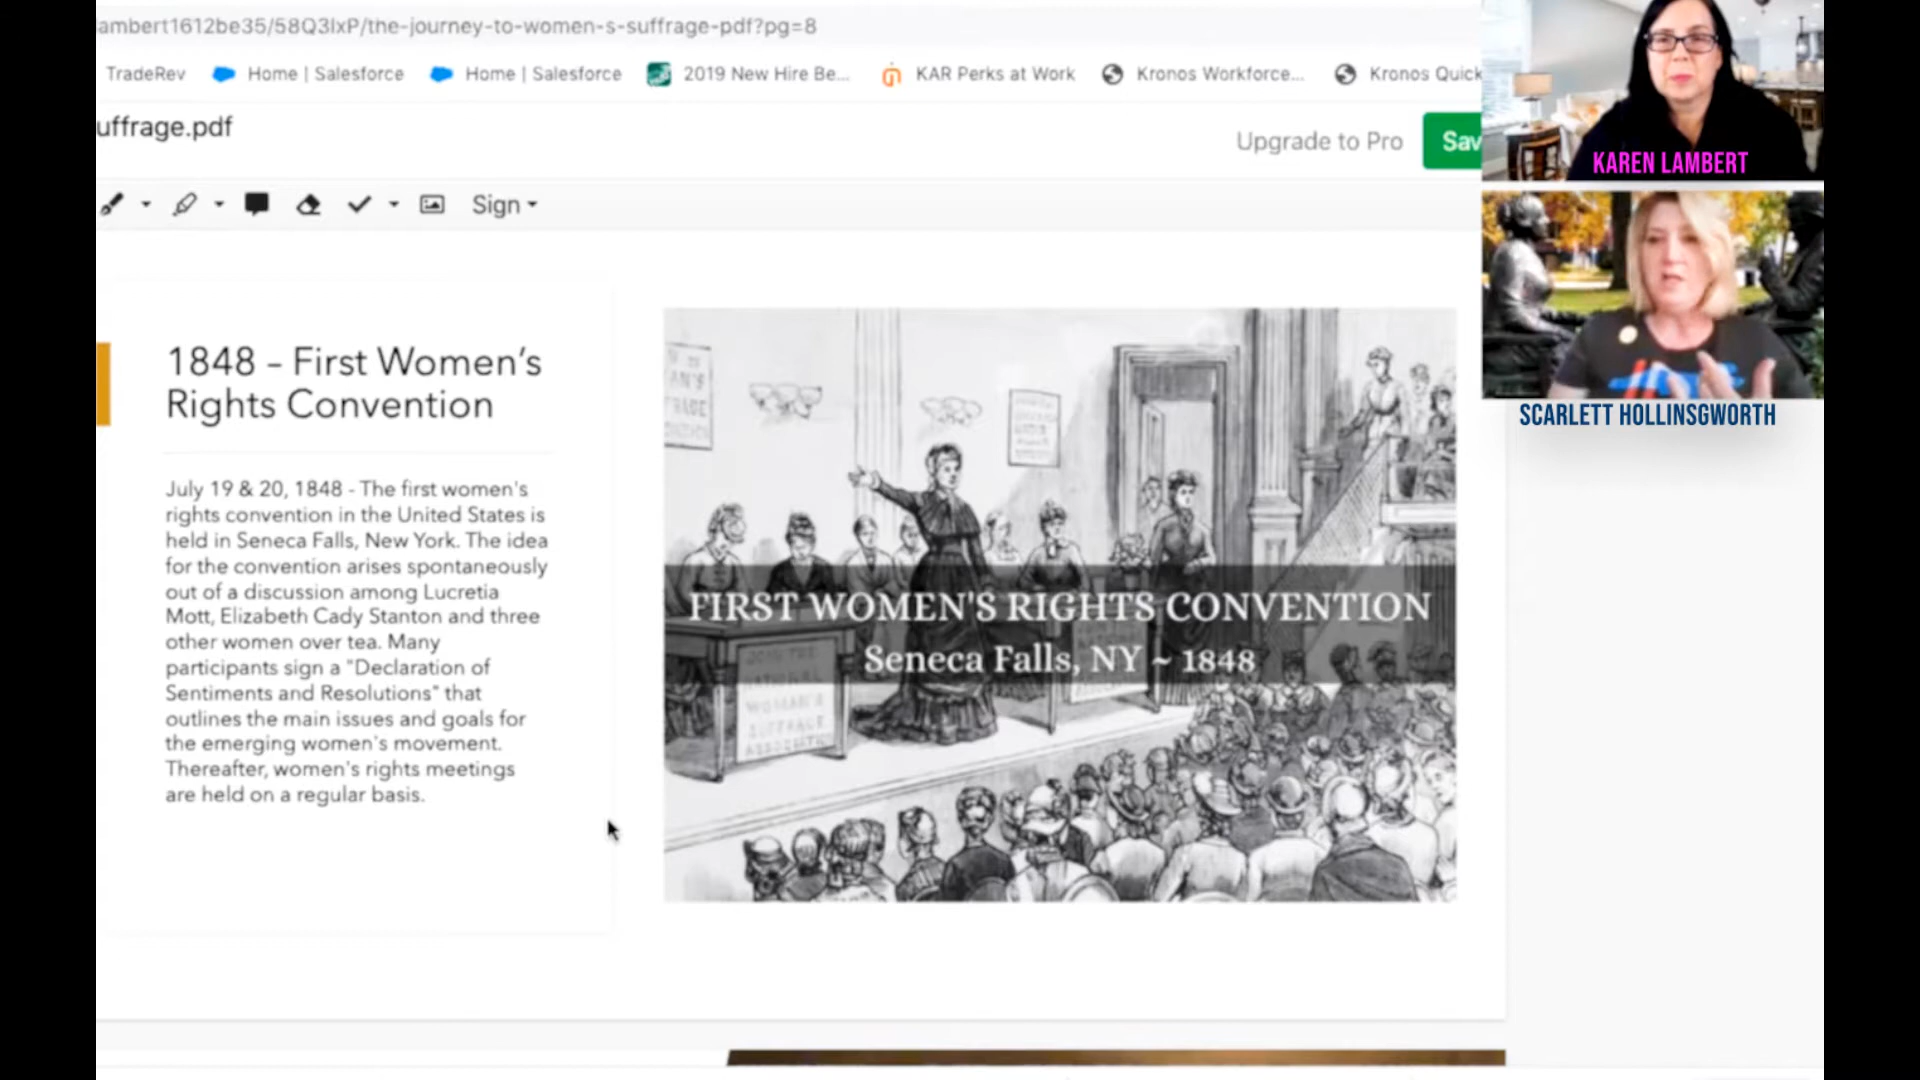 ambert1612be35/58Q3IxP/the-journey-to-women-s-suffrage-pdf?pg=8
TradeRev Home | Salesforce Home | Salesforce 2019 New Hire Be... KAR Perks at Work Kronos Workforce... Kronos Quick
uffrage.pdf
Upgrade to Pro Sav
Sign
KAREN LAMBERT
SCARLETT HOLLINSGWORTH
1848 – First Women's
Rights Convention
July 19 & 20, 1848 - The first women's
rights convention in the United States is
held in Seneca Falls, New York. The idea
for the convention arises spontaneously
out of a discussion among Lucretia
Mott, Elizabeth Cady Stanton and three
other women over tea. Many
participants sign a "Declaration of
Sentiments and Resolutions" that
outlines the main issues and goals for
the emerging women's movement.
Thereafter, women's rights meetings
are held on a regular basis.
FIRST WOMEN'S RIGHTS CONVENTION
Seneca Falls, NY ~ 1848
JOIN THE
NATIONAL
WOMAN'S
SUFFRAGE